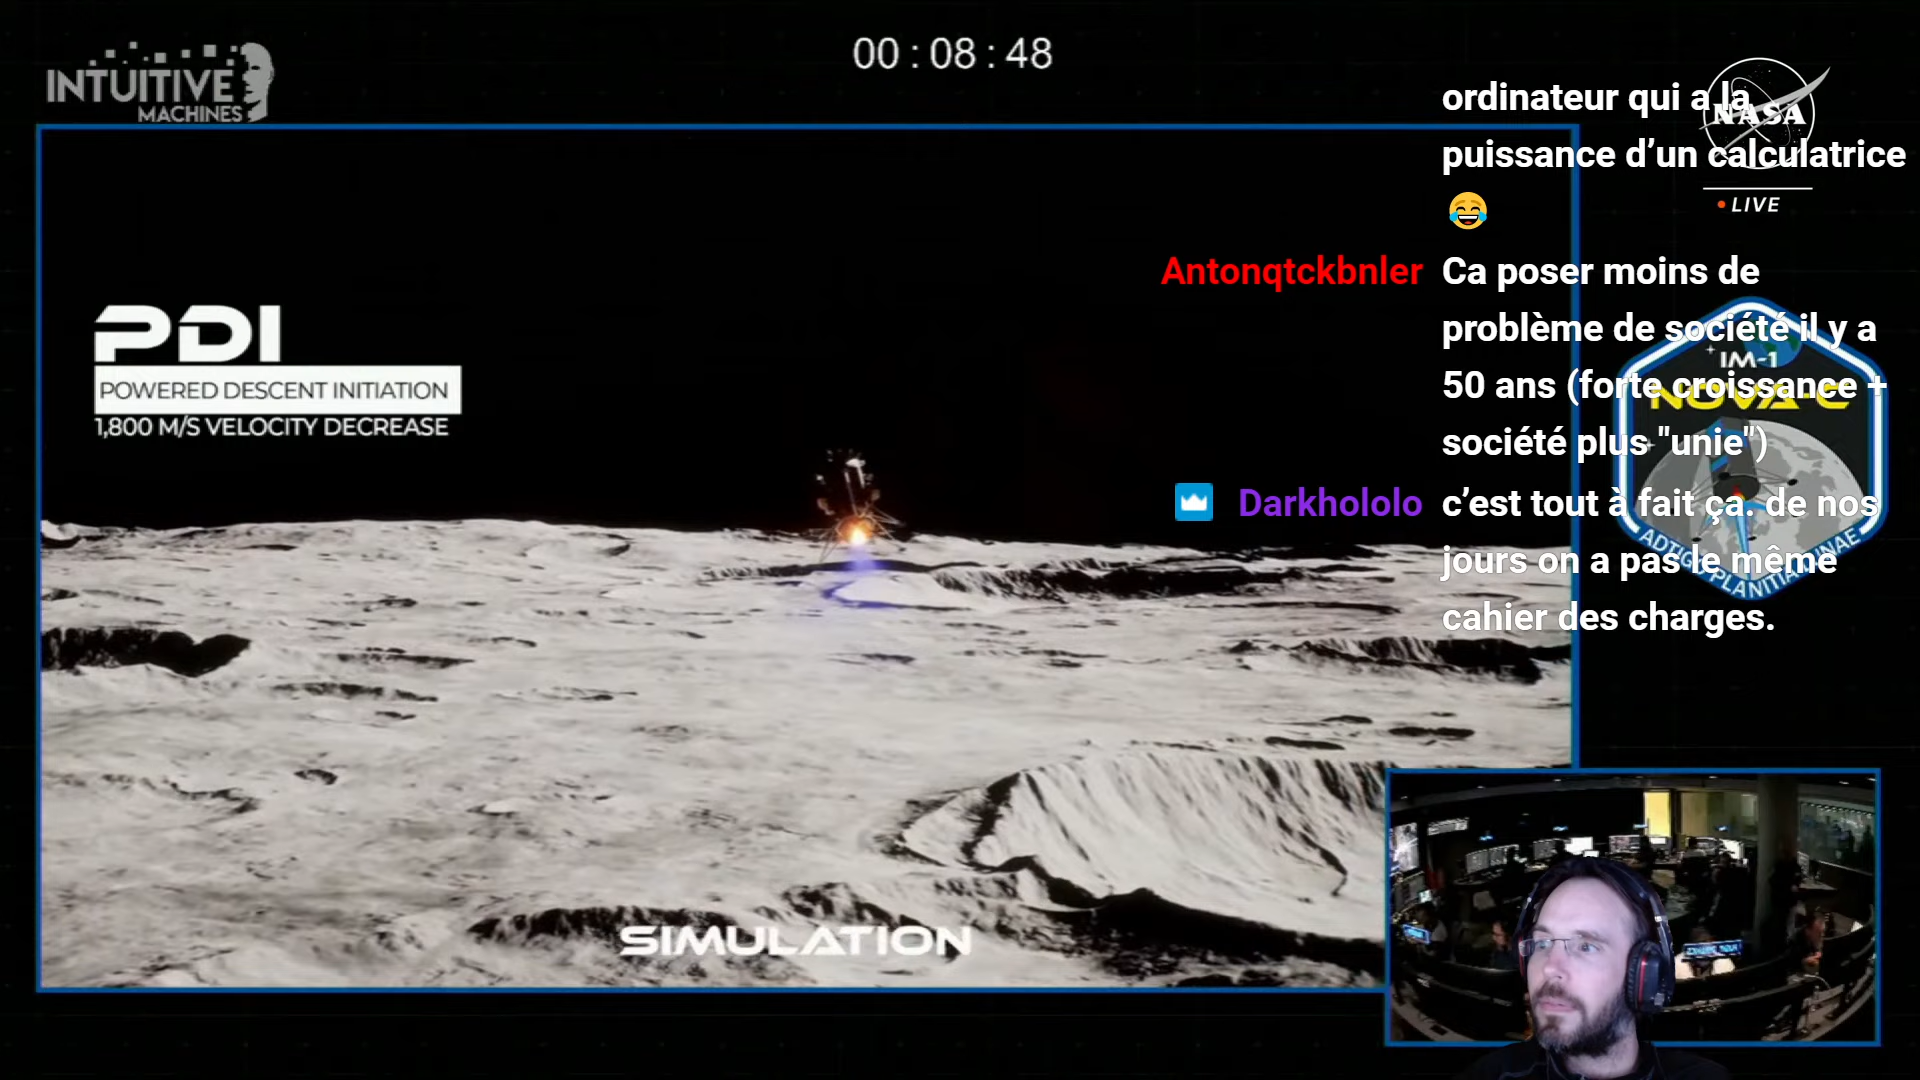 INTUITIVE
MACHINES
00 : 08 : 48
NASA
LIVE
PDI
POWERED DESCENT INITIATION
1,800 M/S VELOCITY DECREASE
SIMULATION
ordinateur qui a la
puissance d’un calculatrice
😂
Antonqtckbnler Ca poser moins de
problème de société il y a
50 ans (forte croissance +
société plus "unie")
Darkhololo c’est tout à fait ça. de nos
jours on a pas le même
cahier des charges.
IM-1
NOVA-C
PLANITIA LUNAE